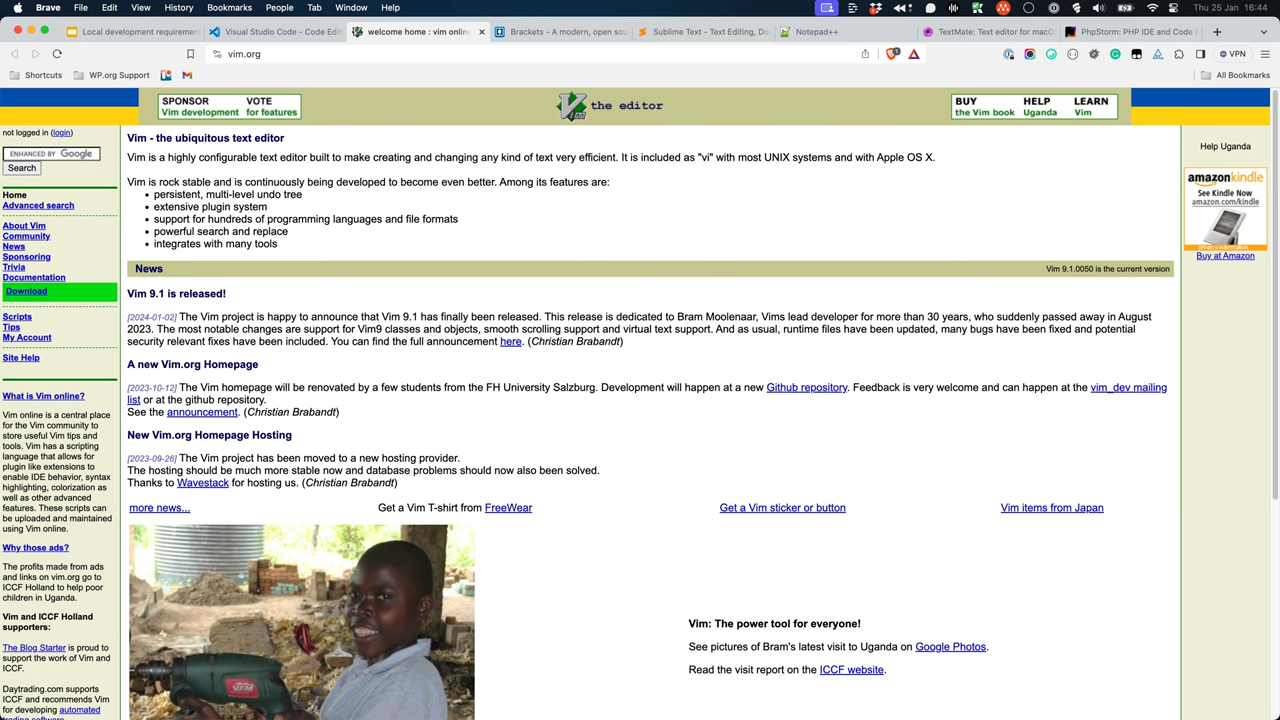 Brave File Edit View History Bookmarks People Tab Window Help Thu 25 Jan 16:44
Local development requiremen Visual Studio Code - Code Edi welcome home : vim onlin Brackets - A modern, open sou Sublime Text - Text Editing, Do Notepad++ TextMate: Text editor for macO PhpStorm: PHP IDE and Code E
vim.org VPN
Shortcuts WP.org Support All Bookmarks
SPONSOR VOTE
Vim development for features
Vim the editor
BUY HELP LEARN
the Vim book Uganda Vim
not logged in (login)
ENHANCED BY Google
Search
Home
Advanced search
About Vim
Community
News
Sponsoring
Trivia
Documentation
Download
Scripts
Tips
My Account
Site Help
What is Vim online?
Vim online is a central place
for the Vim community to
store useful Vim tips and
tools. Vim has a scripting
language that allows for
plugin like extensions to
enable IDE behavior, syntax
highlighting, colorization as
well as other advanced
features. These scripts can
be uploaded and maintained
using Vim online.
Why those ads?
The profits made from ads
and links on vim.org go to
ICCF Holland to help poor
children in Uganda.
Vim and ICCF Holland
supporters:
The Blog Starter is proud to
support the work of Vim and
ICCF.
Daytrading.com supports
ICCF and recommends Vim
for developing automated
trading software.
Vim - the ubiquitous text editor
Vim is a highly configurable text editor built to make creating and changing any kind of text very efficient. It is included as "vi" with most UNIX systems and with Apple OS X.
Vim is rock stable and is continuously being developed to become even better. Among its features are:
• persistent, multi-level undo tree
• extensive plugin system
• support for hundreds of programming languages and file formats
• powerful search and replace
• integrates with many tools
News Vim 9.1.0050 is the current version
Vim 9.1 is released!
[2024-01-02] The Vim project is happy to announce that Vim 9.1 has finally been released. This release is dedicated to Bram Moolenaar, Vims lead developer for more than 30 years, who suddenly passed away in August
2023. The most notable changes are support for Vim9 classes and objects, smooth scrolling support and virtual text support. And as usual, runtime files have been updated, many bugs have been fixed and potential
security relevant fixes have been included. You can find the full announcement here. (Christian Brabandt)
A new Vim.org Homepage
[2023-10-12] The Vim homepage will be renovated by a few students from the FH University Salzburg. Development will happen at a new Github repository. Feedback is very welcome and can happen at the vim_dev mailing
list or at the github repository.
See the announcement. (Christian Brabandt)
New Vim.org Homepage Hosting
[2023-09-26] The Vim project has been moved to a new hosting provider.
The hosting should be much more stable now and database problems should now also been solved.
Thanks to Wavestack for hosting us. (Christian Brabandt)
more news... Get a Vim T-shirt from FreeWear Get a Vim sticker or button Vim items from Japan
VIM
Vim: The power tool for everyone!
See pictures of Bram's latest visit to Uganda on Google Photos.
Read the visit report on the ICCF website.
Help Uganda
amazonkindle
See Kindle Now
amazon.com/kindle
privacy information
Buy at Amazon